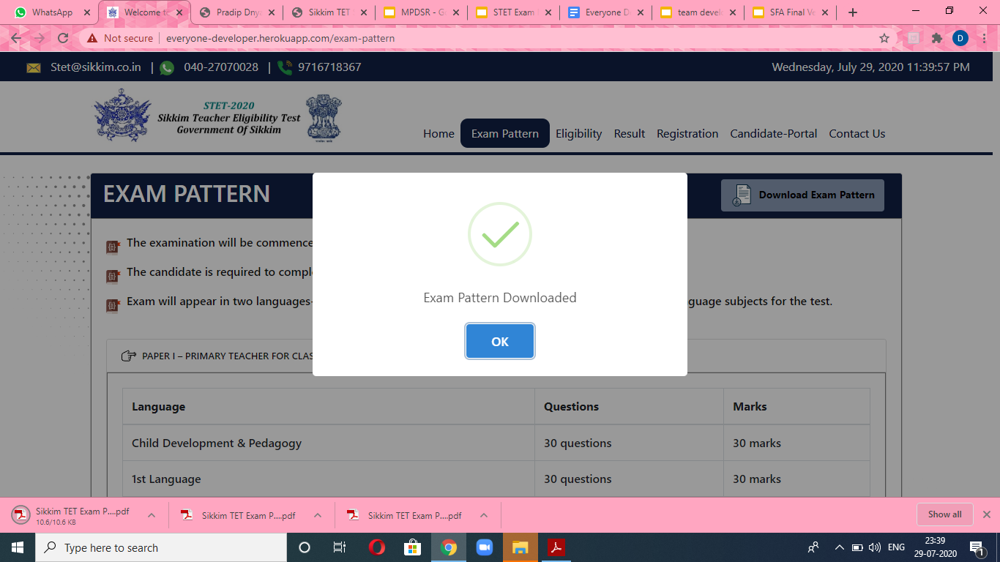 WhatsApp
Welcome to
Pradip Dnya
Sikkim TET
MPDSR - G
STET Exam
Everyone D
team devel
SFA Final Ve
Not secure
everyone-developer.herokuapp.com/exam-pattern
D
Stet@sikkim.co.in | 040-27070028 | 9716718367
Wednesday, July 29, 2020 11:39:57 PM
STET-2020
Sikkim Teacher Eligibility Test
Government Of Sikkim
Home Exam Pattern Eligibility Result Registration Candidate-Portal Contact Us
EXAM PATTERN
Download Exam Pattern
The examination will be commence
The candidate is required to compl
Exam will appear in two languages
guage subjects for the test.
Exam Pattern Downloaded
OK
PAPER I – PRIMARY TEACHER FOR CLAS
Language Questions Marks
Child Development & Pedagogy 30 questions 30 marks
1st Language 30 questions 30 marks
Sikkim TET Exam P....pdf
10.6/10.6 KB
Sikkim TET Exam P....pdf
Sikkim TET Exam P....pdf
Show all
Type here to search
ENG
23:39
29-07-2020
1